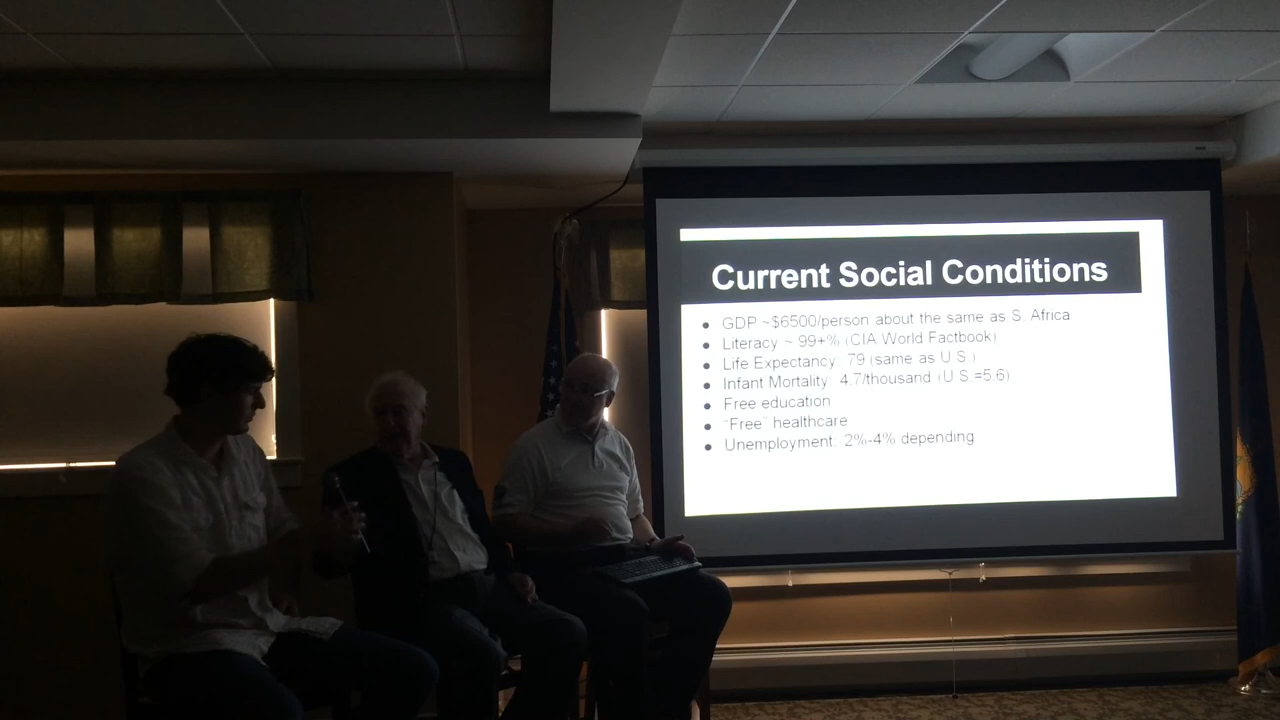 Current Social Conditions
● GDP ~$6500/person about the same as S. Africa
● Literacy ~ 99+% (CIA World Factbook)
● Life Expectancy: 79 (same as U.S.)
● Infant Mortality: 4.7/thousand (U.S.=5.6)
● Free education
● "Free" healthcare
● Unemployment: 2%-4% depending